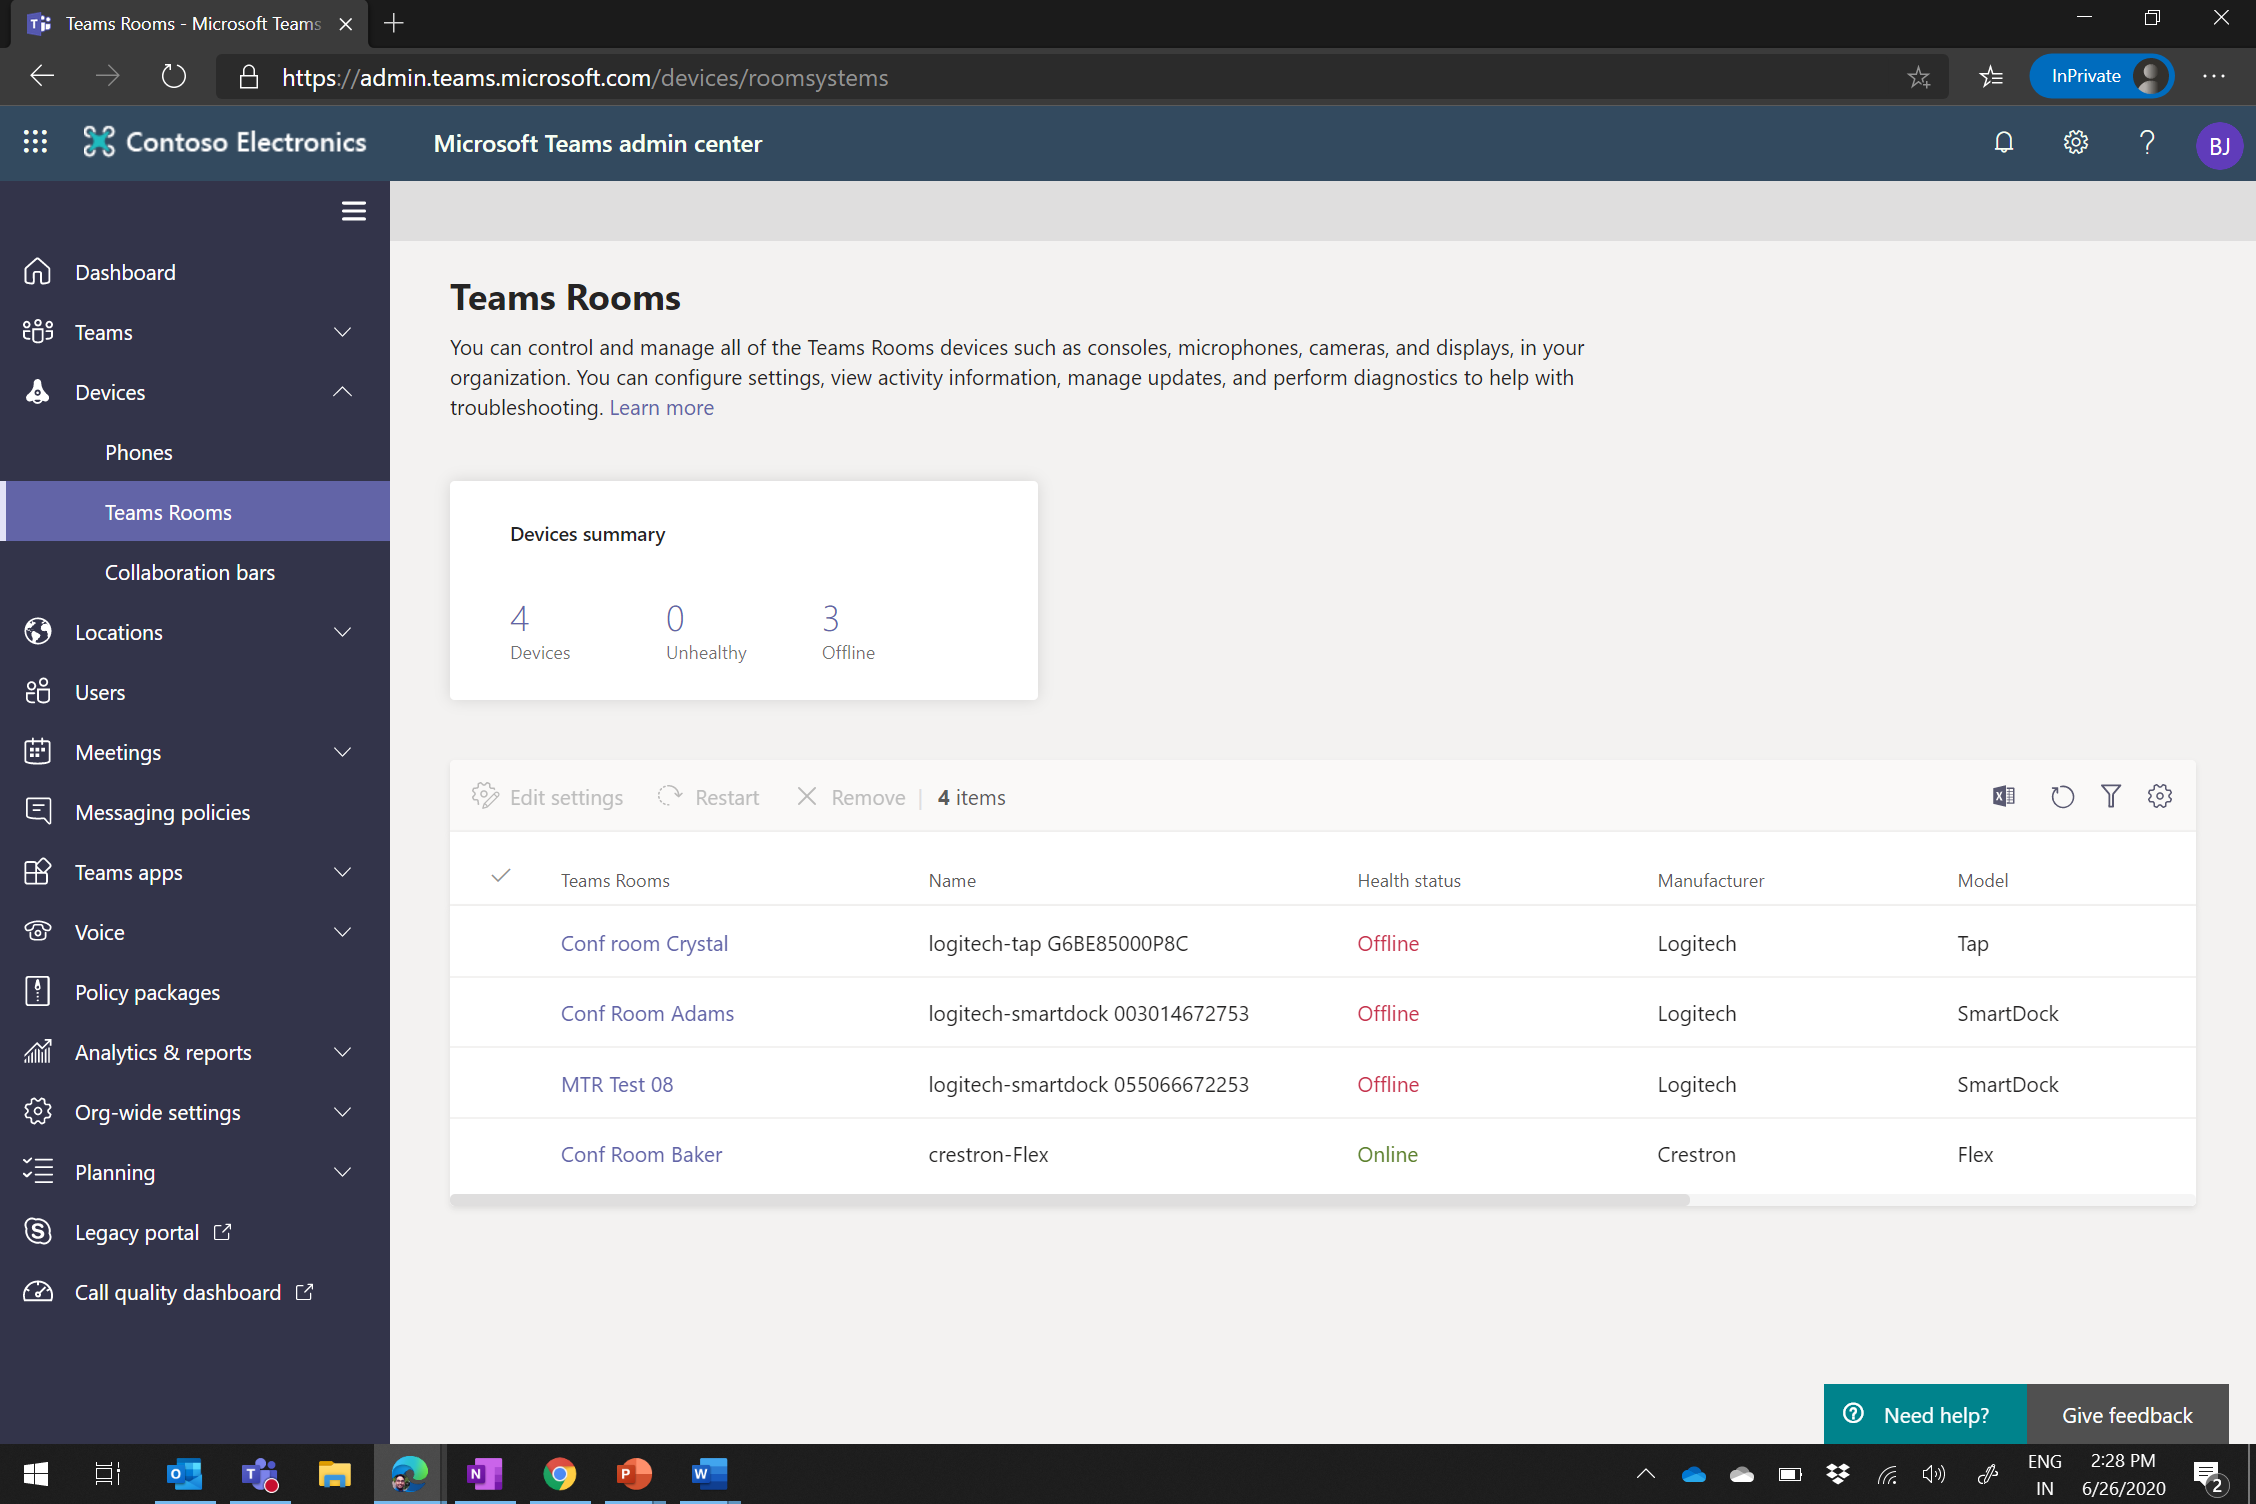 Teams Rooms - Microsoft Teams
https://admin.teams.microsoft.com/devices/roomsystems
InPrivate
Contoso Electronics
Microsoft Teams admin center
BJ
Dashboard
Teams
Devices
Phones
Teams Rooms
Collaboration bars
Locations
Users
Meetings
Messaging policies
Teams apps
Voice
Policy packages
Analytics & reports
Org-wide settings
Planning
Legacy portal
Call quality dashboard
Teams Rooms
You can control and manage all of the Teams Rooms devices such as consoles, microphones, cameras, and displays, in your
organization. You can configure settings, view activity information, manage updates, and perform diagnostics to help with
troubleshooting. Learn more
Devices summary
4 0 3
Devices Unhealthy Offline
Edit settings Restart Remove | 4 items
Teams Rooms Name Health status Manufacturer Model
Conf room Crystal logitech-tap G6BE85000P8C Offline Logitech Tap
Conf Room Adams logitech-smartdock 003014672753 Offline Logitech SmartDock
MTR Test 08 logitech-smartdock 055066672253 Offline Logitech SmartDock
Conf Room Baker crestron-Flex Online Crestron Flex
Need help? Give feedback
ENG 2:28 PM
IN 6/26/2020
2